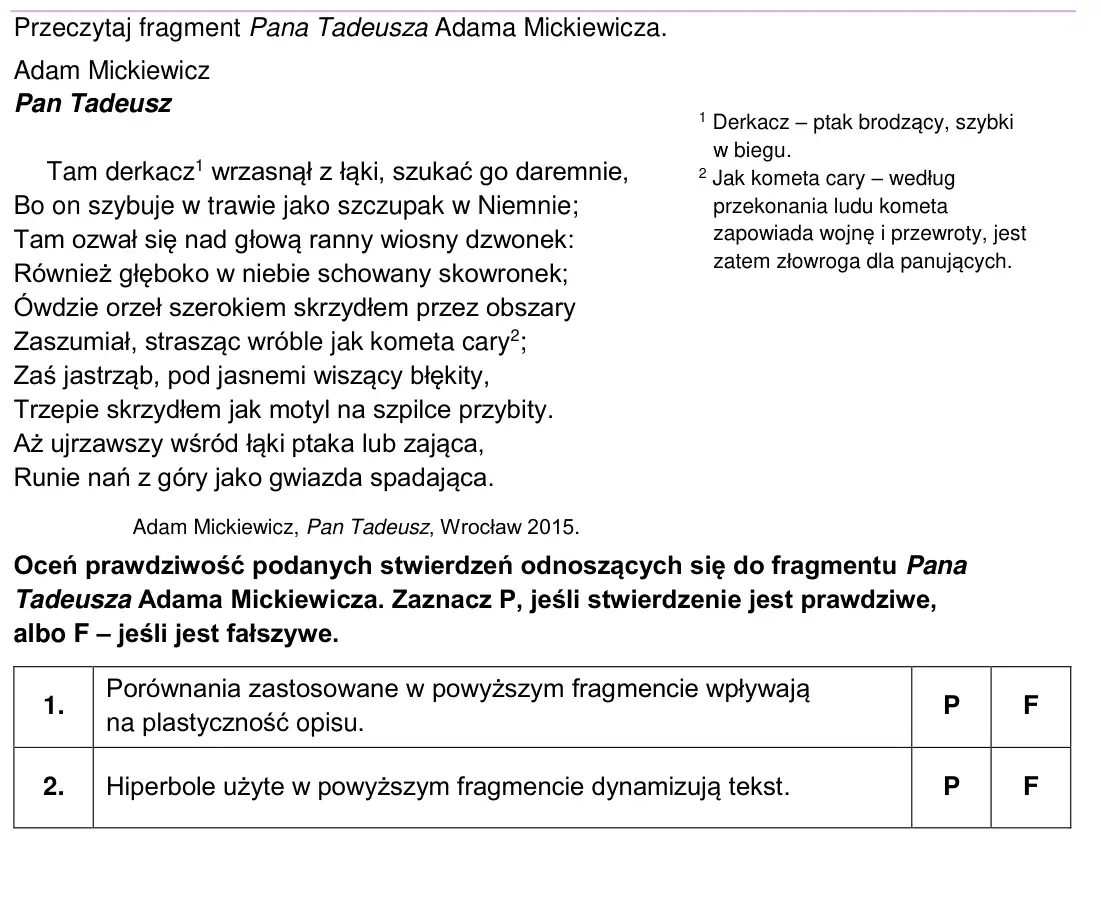 Przeczytaj fragment Pana Tadeusza Adama Mickiewicza.
Adam Mickiewicz
Pan Tadeusz
Tam derkacz¹ wrzasnął z łąki, szukać go daremnie,
Bo on szybuje w trawie jako szczupak w Niemnie;
Tam ozwał się nad głową ranny wiosny dzwonek:
Również głęboko w niebie schowany skowronek;
Ówdzie orzeł szerokiem skrzydłem przez obszary
Zaszumiał, strasząc wróble jak kometa cary²;
Zaś jastrząb, pod jasnemi wiszący błękity,
Trzepie skrzydłem jak motyl na szpilce przybity.
Aż ujrzawszy wśród łąki ptaka lub zająca,
Runie nań z góry jako gwiazda spadająca.
¹ Derkacz – ptak brodzący, szybki
w biegu.
² Jak kometa cary – według
przekonania ludu kometa
zapowiada wojnę i przewroty, jest
zatem złowroga dla panujących.
Adam Mickiewicz, Pan Tadeusz, Wrocław 2015.
Oceń prawdziwość podanych stwierdzeń odnoszących się do fragmentu Pana
Tadeusza Adama Mickiewicza. Zaznacz P, jeśli stwierdzenie jest prawdziwe,
albo F – jeśli jest fałszywe.
1. Porównania zastosowane w powyższym fragmencie wpływają
na plastyczność opisu. P F
2. Hiperbole użyte w powyższym fragmencie dynamizują tekst. P F